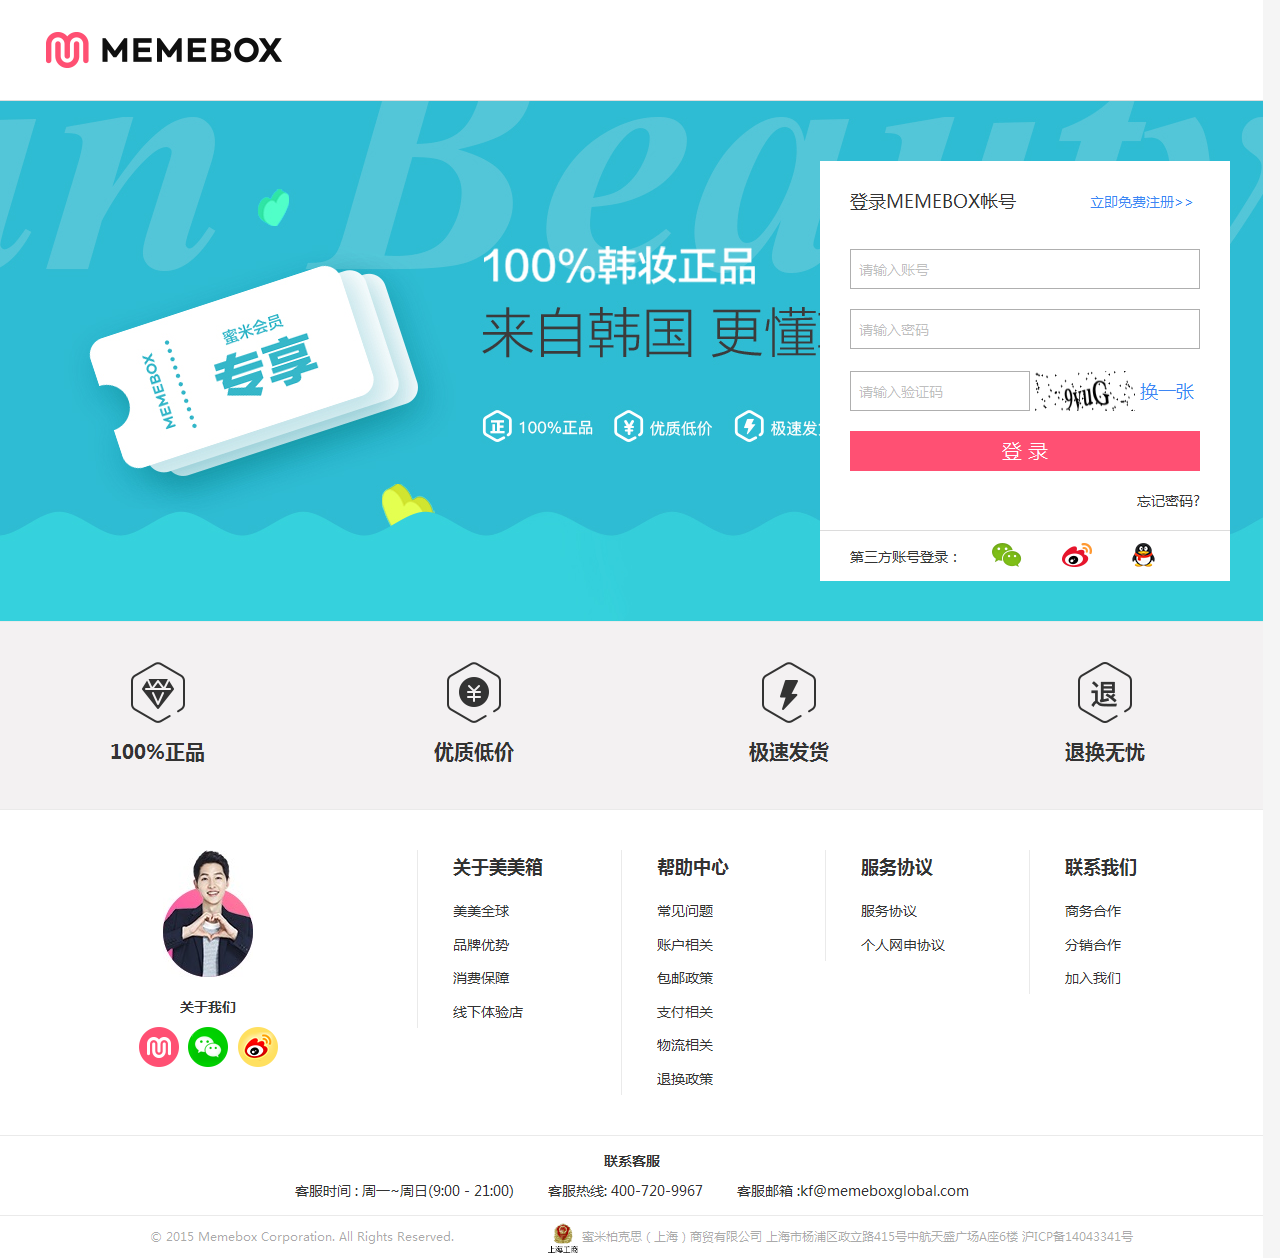 MEMEBOX
an Beauty
登录MEMEBOX帐号
立即免费注册>>
100%韩妆正品
来自韩国 更懂
请输入账号
请输入密码
请输入验证码
9yuG
换一张
登 录
忘记密码?
第三方账号登录：
蜜米会员
专享
MEMEBOX
正 100%正品
¥ 优质低价
极速发
¥
退
100%正品
优质低价
极速发货
退换无忧
关于我们
关于美美箱
美美全球
品牌优势
消费保障
线下体验店
帮助中心
常见问题
账户相关
包邮政策
支付相关
物流相关
退换政策
服务协议
服务协议
个人网申协议
联系我们
商务合作
分销合作
加入我们
联系客服
客服时间 : 周一~周日(9:00 - 21:00)
客服热线: 400-720-9967
客服邮箱 :kf@memeboxglobal.com
© 2015 Memebox Corporation. All Rights Reserved.
上海工商
蜜米柏克思（上海）商贸有限公司 上海市杨浦区政立路415号中航天盛广场A座6楼 沪ICP备14043341号